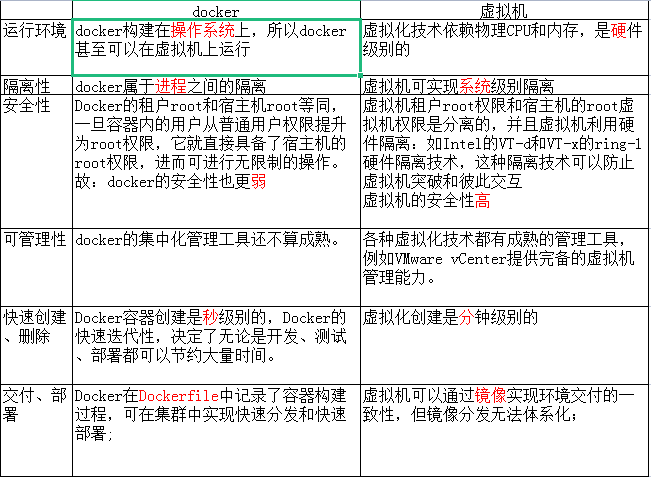 docker 虚拟机
运行环境 docker构建在操作系统上，所以docker 虚拟化技术依赖物理CPU和内存，是硬件
甚至可以在虚拟机上运行 级别的
隔离性 docker属于进程之间的隔离 虚拟机可实现系统级别隔离
安全性 Docker的租户root和宿主机root等同， 虚拟机租户root权限和宿主机的root虚
一旦容器内的用户从普通用户权限提升 拟机权限是分离的，并且虚拟机利用硬
为root权限，它就直接具备了宿主机的 件隔离：如Intel的VT-d和VT-x的ring-1
root权限，进而可进行无限制的操作。 硬件隔离技术，这种隔离技术可以防止
故：docker的安全性也更弱 虚拟机突破和彼此交互
虚拟机的安全性高
可管理性 docker的集中化管理工具还不算成熟。 各种虚拟化技术都有成熟的管理工具，
例如VMware vCenter提供完备的虚拟机
管理能力。
快速创建 Docker容器创建是秒级别的，Docker的 虚拟化创建是分钟级别的
、删除 快速迭代性，决定了无论是开发、测试
、部署都可以节约大量时间。
交付、部 Docker在Dockerfile中记录了容器构建 虚拟机可以通过镜像实现环境交付的一
署 过程，可在集群中实现快速分发和快速 致性，但镜像分发无法体系化；
部署;